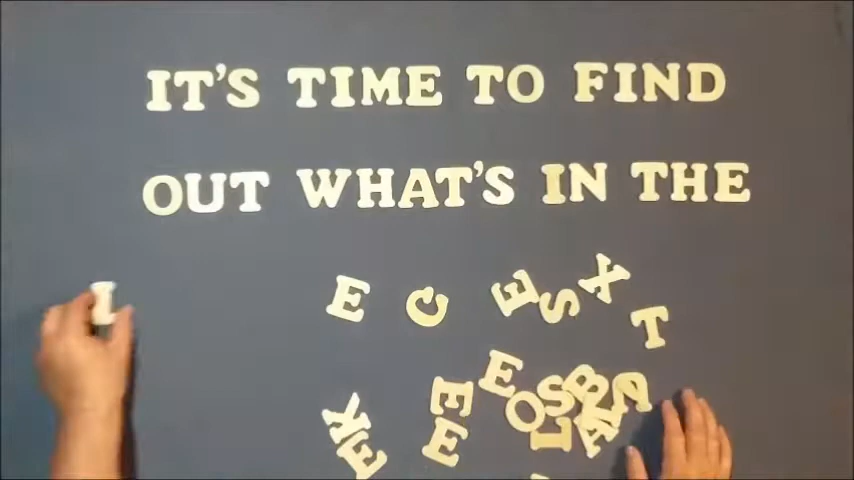 IT'S TIME TO FIND
OUT WHAT'S IN THE
I
E C E S X
T
E
K E S B
E O L A
E